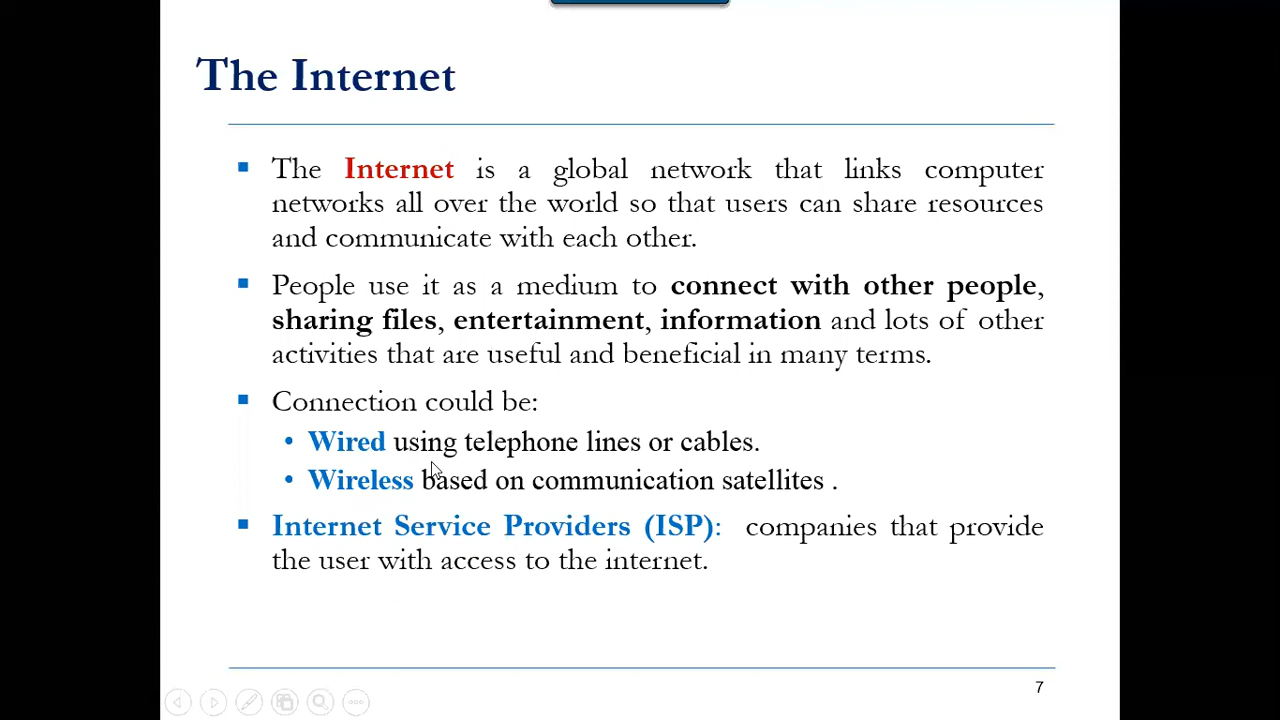 The Internet
The Internet is a global network that links computer
networks all over the world so that users can share resources
and communicate with each other.
People use it as a medium to connect with other people,
sharing files, entertainment, information and lots of other
activities that are useful and beneficial in many terms.
Connection could be:
Wired using telephone lines or cables.
Wireless based on communication satellites .
Internet Service Providers (ISP): companies that provide
the user with access to the internet.
7